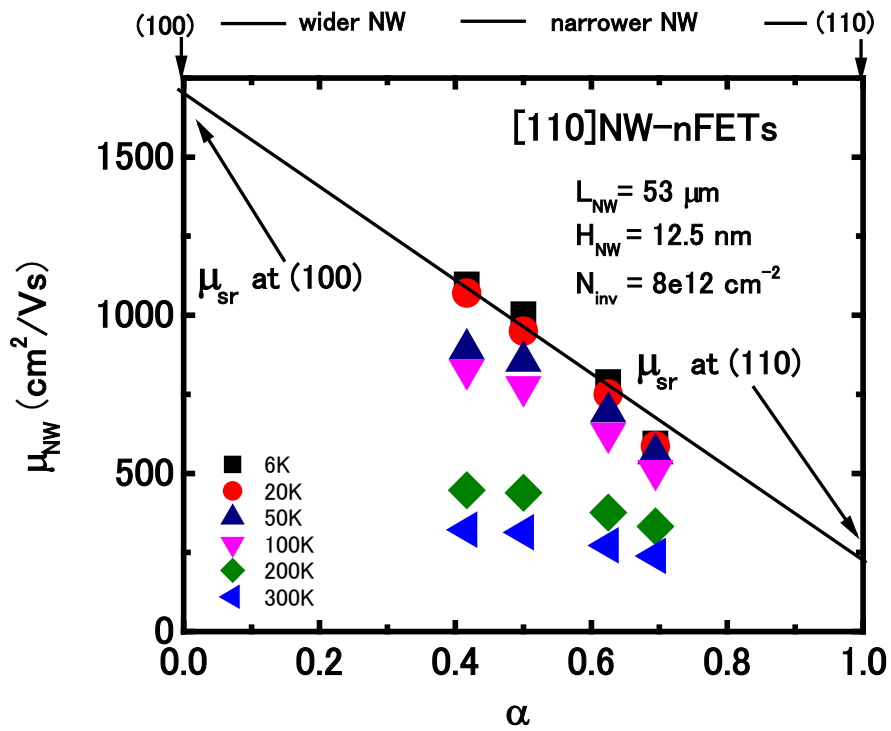 (100) wider NW narrower NW (110)
[110]NW-nFETs
L_NW = 53 μm
H_NW = 12.5 nm
N_inv = 8e12 cm⁻²
μ_sr at (100)
μ_sr at (110)
μ_NW (cm²/Vs)
1500
1000
500
0
6K
20K
50K
100K
200K
300K
0.0 0.2 0.4 0.6 0.8 1.0
α